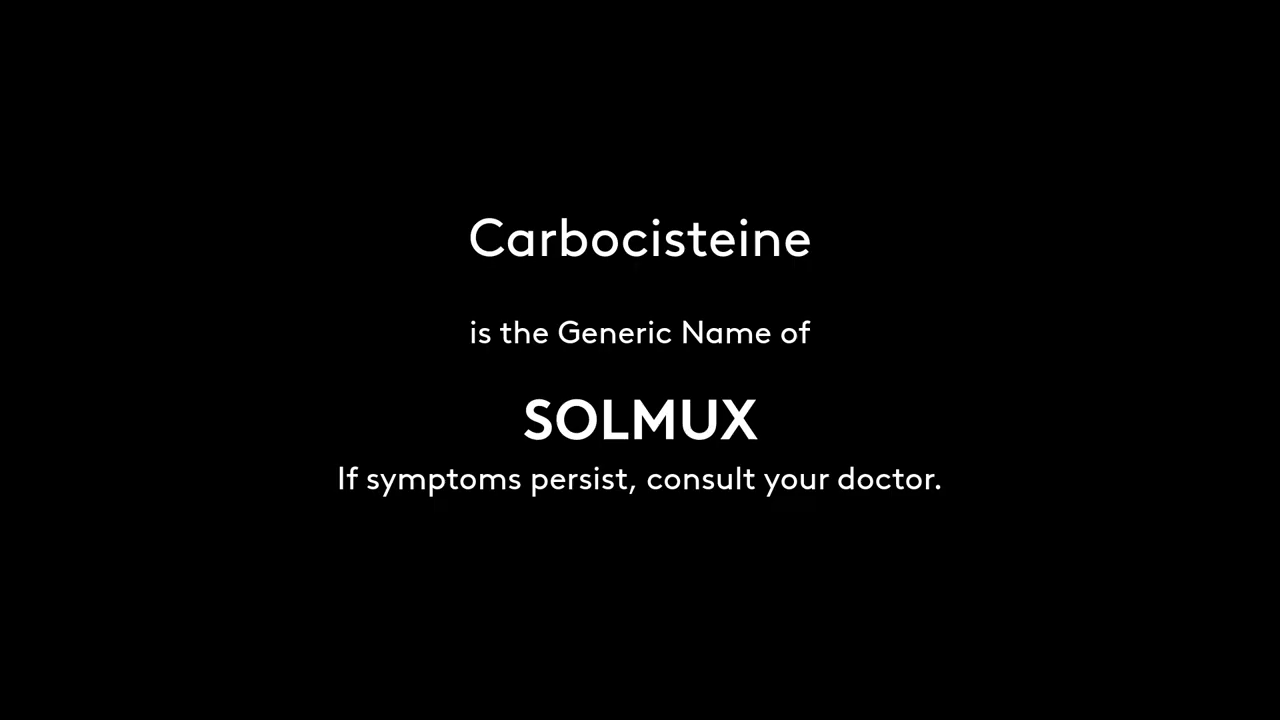 Carbocisteine
is the Generic Name of
SOLMUX
If symptoms persist, consult your doctor.